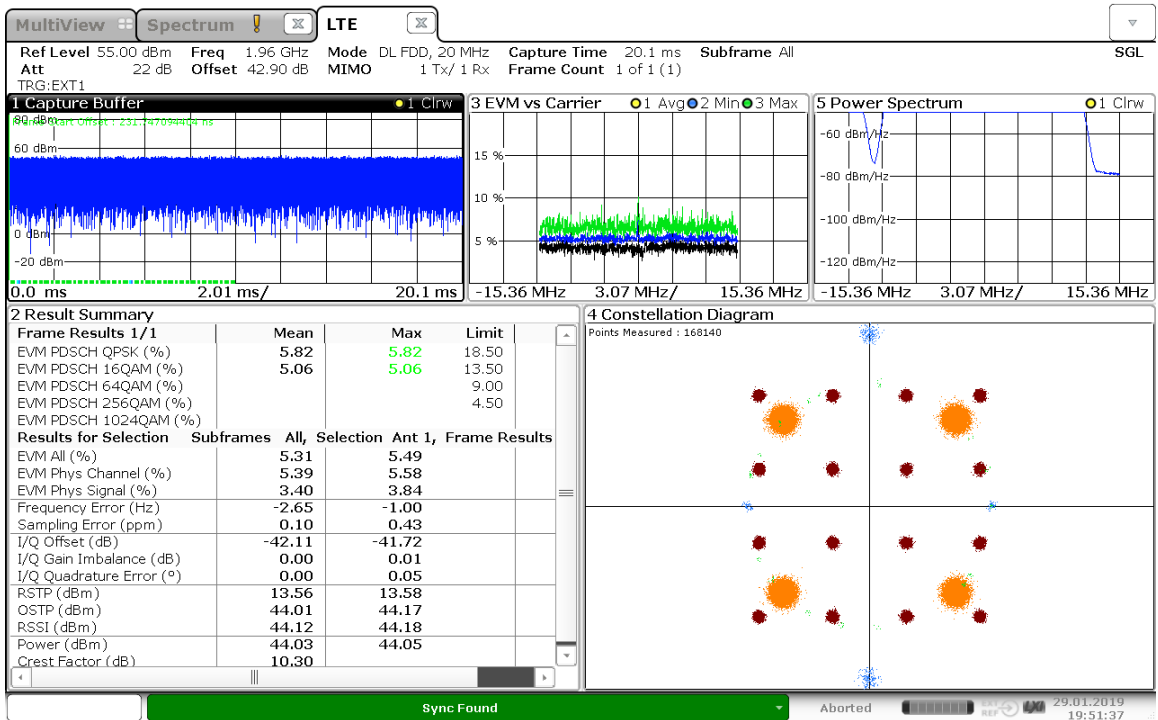 MultiView Spectrum ! LTE
Ref Level 55.00 dBm Freq 1.96 GHz Mode DL FDD, 20 MHz Capture Time 20.1 ms Subframe All SGL
Att 22 dB Offset 42.90 dB MIMO 1 Tx/ 1 Rx Frame Count 1 of 1 (1)
TRG:EXT1
1 Capture Buffer 1 Clrw
80 dBm
Frame Start Offset : 231.747094404 ns
60 dBm
0 dBm
-20 dBm
0.0 ms 2.01 ms/ 20.1 ms
3 EVM vs Carrier 1 Avg 2 Min 3 Max
15 %
10 %
5 %
-15.36 MHz 3.07 MHz/ 15.36 MHz
5 Power Spectrum 1 Clrw
-60 dBm/Hz
-80 dBm/Hz
-100 dBm/Hz
-120 dBm/Hz
-15.36 MHz 3.07 MHz/ 15.36 MHz
2 Result Summary
Frame Results 1/1 Mean Max Limit
EVM PDSCH QPSK (%) 5.82 5.82 18.50
EVM PDSCH 16QAM (%) 5.06 5.06 13.50
EVM PDSCH 64QAM (%) 9.00
EVM PDSCH 256QAM (%) 4.50
EVM PDSCH 1024QAM (%)
Results for Selection Subframes All, Selection Ant 1, Frame Results
EVM All (%) 5.31 5.49
EVM Phys Channel (%) 5.39 5.58
EVM Phys Signal (%) 3.40 3.84
Frequency Error (Hz) -2.65 -1.00
Sampling Error (ppm) 0.10 0.43
I/Q Offset (dB) -42.11 -41.72
I/Q Gain Imbalance (dB) 0.00 0.01
I/Q Quadrature Error (°) 0.00 0.05
RSTP (dBm) 13.56 13.58
OSTP (dBm) 44.01 44.17
RSSI (dBm) 44.12 44.18
Power (dBm) 44.03 44.05
Crest Factor (dB) 10.30
4 Constellation Diagram
Points Measured : 168140
Sync Found
Aborted
EXT
REF
LXI
29.01.2019
19:51:37